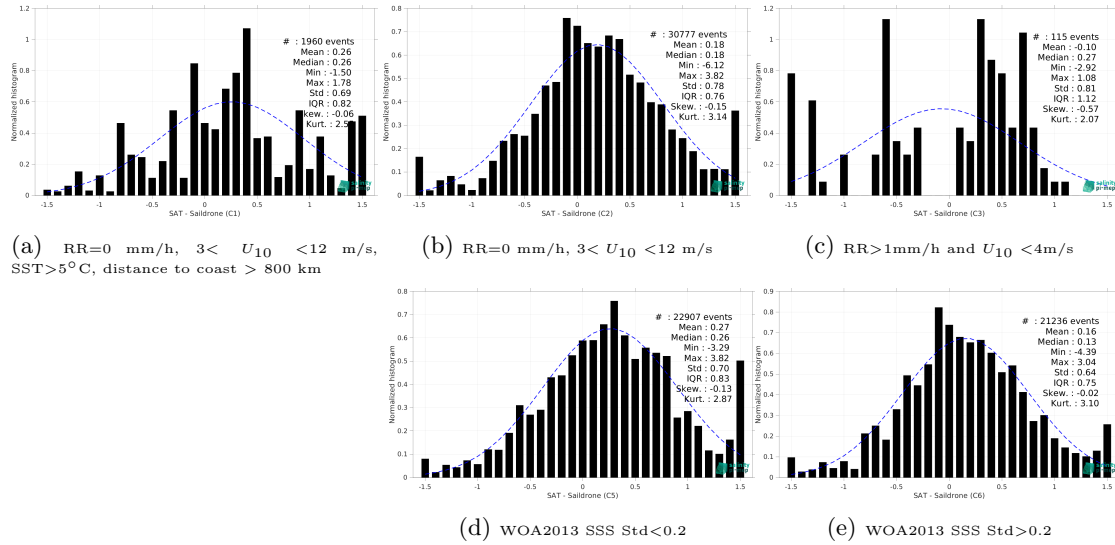 1.2
1
0.8
0.6
0.4
0.2
0
Normalized histogram
# : 1960 events
Mean : 0.26
Median : 0.26
Min : -1.50
Max : 1.78
Std : 0.69
IQR : 0.82
Skew. : -0.06
Kurt. :
-1.5 -1 -0.5 0 0.5 1 1.5
SAT - Saildrone (C1)
(a) RR=0 mm/h, 3< U10 <12 m/s,
SST>5°C, distance to coast > 800 km
0.8
0.7
0.6
0.5
0.4
0.3
0.2
0.1
0
Normalized histogram
# : 30777 events
Mean : 0.18
Median : 0.18
Min : -6.12
Max : 3.82
Std : 0.78
IQR : 0.76
Skew. : -0.15
Kurt. : 3.14
-1.5 -1 -0.5 0 0.5 1 1.5
SAT - Saildrone (C2)
(b) RR=0 mm/h, 3< U10 <12 m/s
1.2
1
0.8
0.6
0.4
0.2
0
Normalized histogram
# : 115 events
Mean : -0.10
Median : 0.27
Min : -2.92
Max : 1.08
Std : 0.81
IQR : 1.12
Skew. : -0.57
Kurt. : 2.07
salinity
pi-mep
-1.5 -1 -0.5 0 0.5 1 1.5
SAT - Saildrone (C3)
(c) RR>1mm/h and U10 <4m/s
0.8
0.7
0.6
0.5
0.4
0.3
0.2
0.1
0
Normalized histogram
# : 22907 events
Mean : 0.27
Median : 0.26
Min : -3.29
Max : 3.82
Std : 0.70
IQR : 0.83
Skew. : -0.13
Kurt. : 2.87
-1.5 -1 -0.5 0 0.5 1 1.5
SAT - Saildrone (C5)
(d) WOA2013 SSS Std<0.2
0.9
0.8
0.7
0.6
0.5
0.4
0.3
0.2
0.1
0
Normalized histogram
# : 21236 events
Mean : 0.16
Median : 0.13
Min : -4.39
Max : 3.04
Std : 0.64
IQR : 0.75
Skew. : -0.02
Kurt. : 3.10
-1.5 -1 -0.5 0 0.5 1 1.5
SAT - Saildrone (C6)
(e) WOA2013 SSS Std>0.2